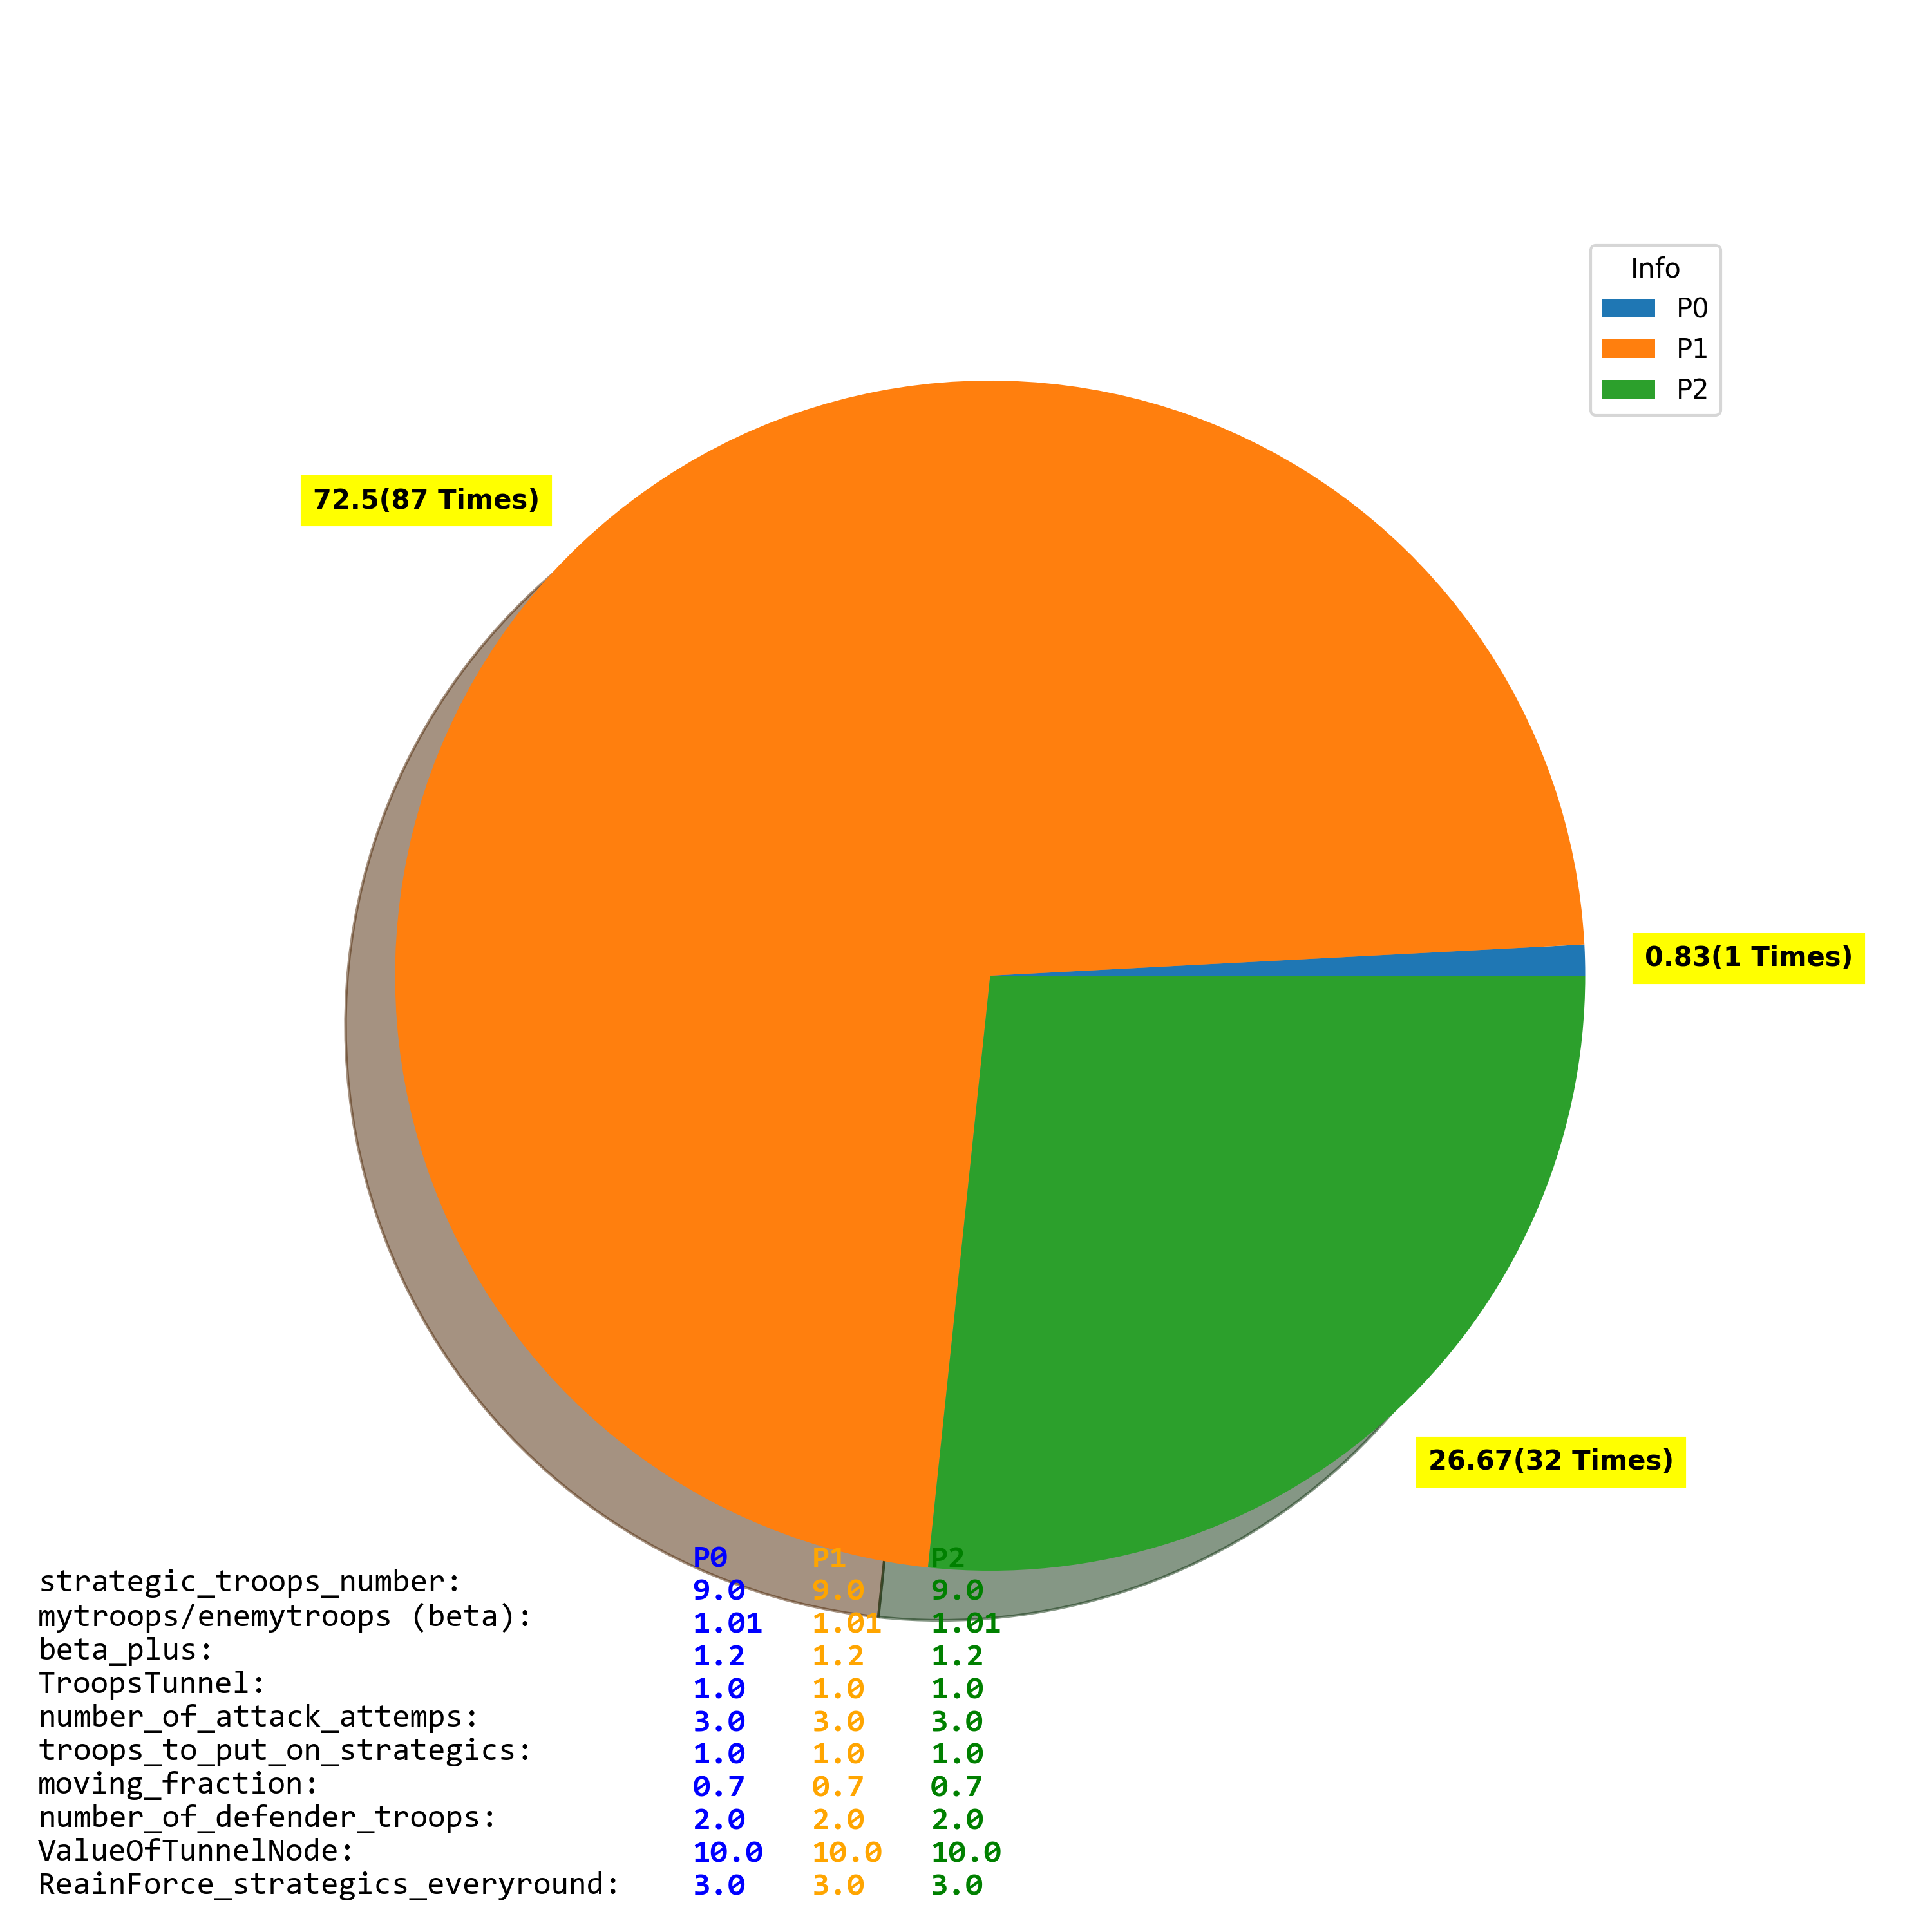 Info
P0
P1
P2
72.5(87 Times)
0.83(1 Times)
26.67(32 Times)
P0 P1 P2
strategic_troops_number: 9.0 9.0 9.0
mytroops/enemytroops (beta): 1.01 1.01 1.01
beta_plus: 1.2 1.2 1.2
TroopsTunnel: 1.0 1.0 1.0
number_of_attack_attemps: 3.0 3.0 3.0
troops_to_put_on_strategics: 1.0 1.0 1.0
moving_fraction: 0.7 0.7 0.7
number_of_defender_troops: 2.0 2.0 2.0
ValueOfTunnelNode: 10.0 10.0 10.0
ReainForce_strategics_everyround: 3.0 3.0 3.0